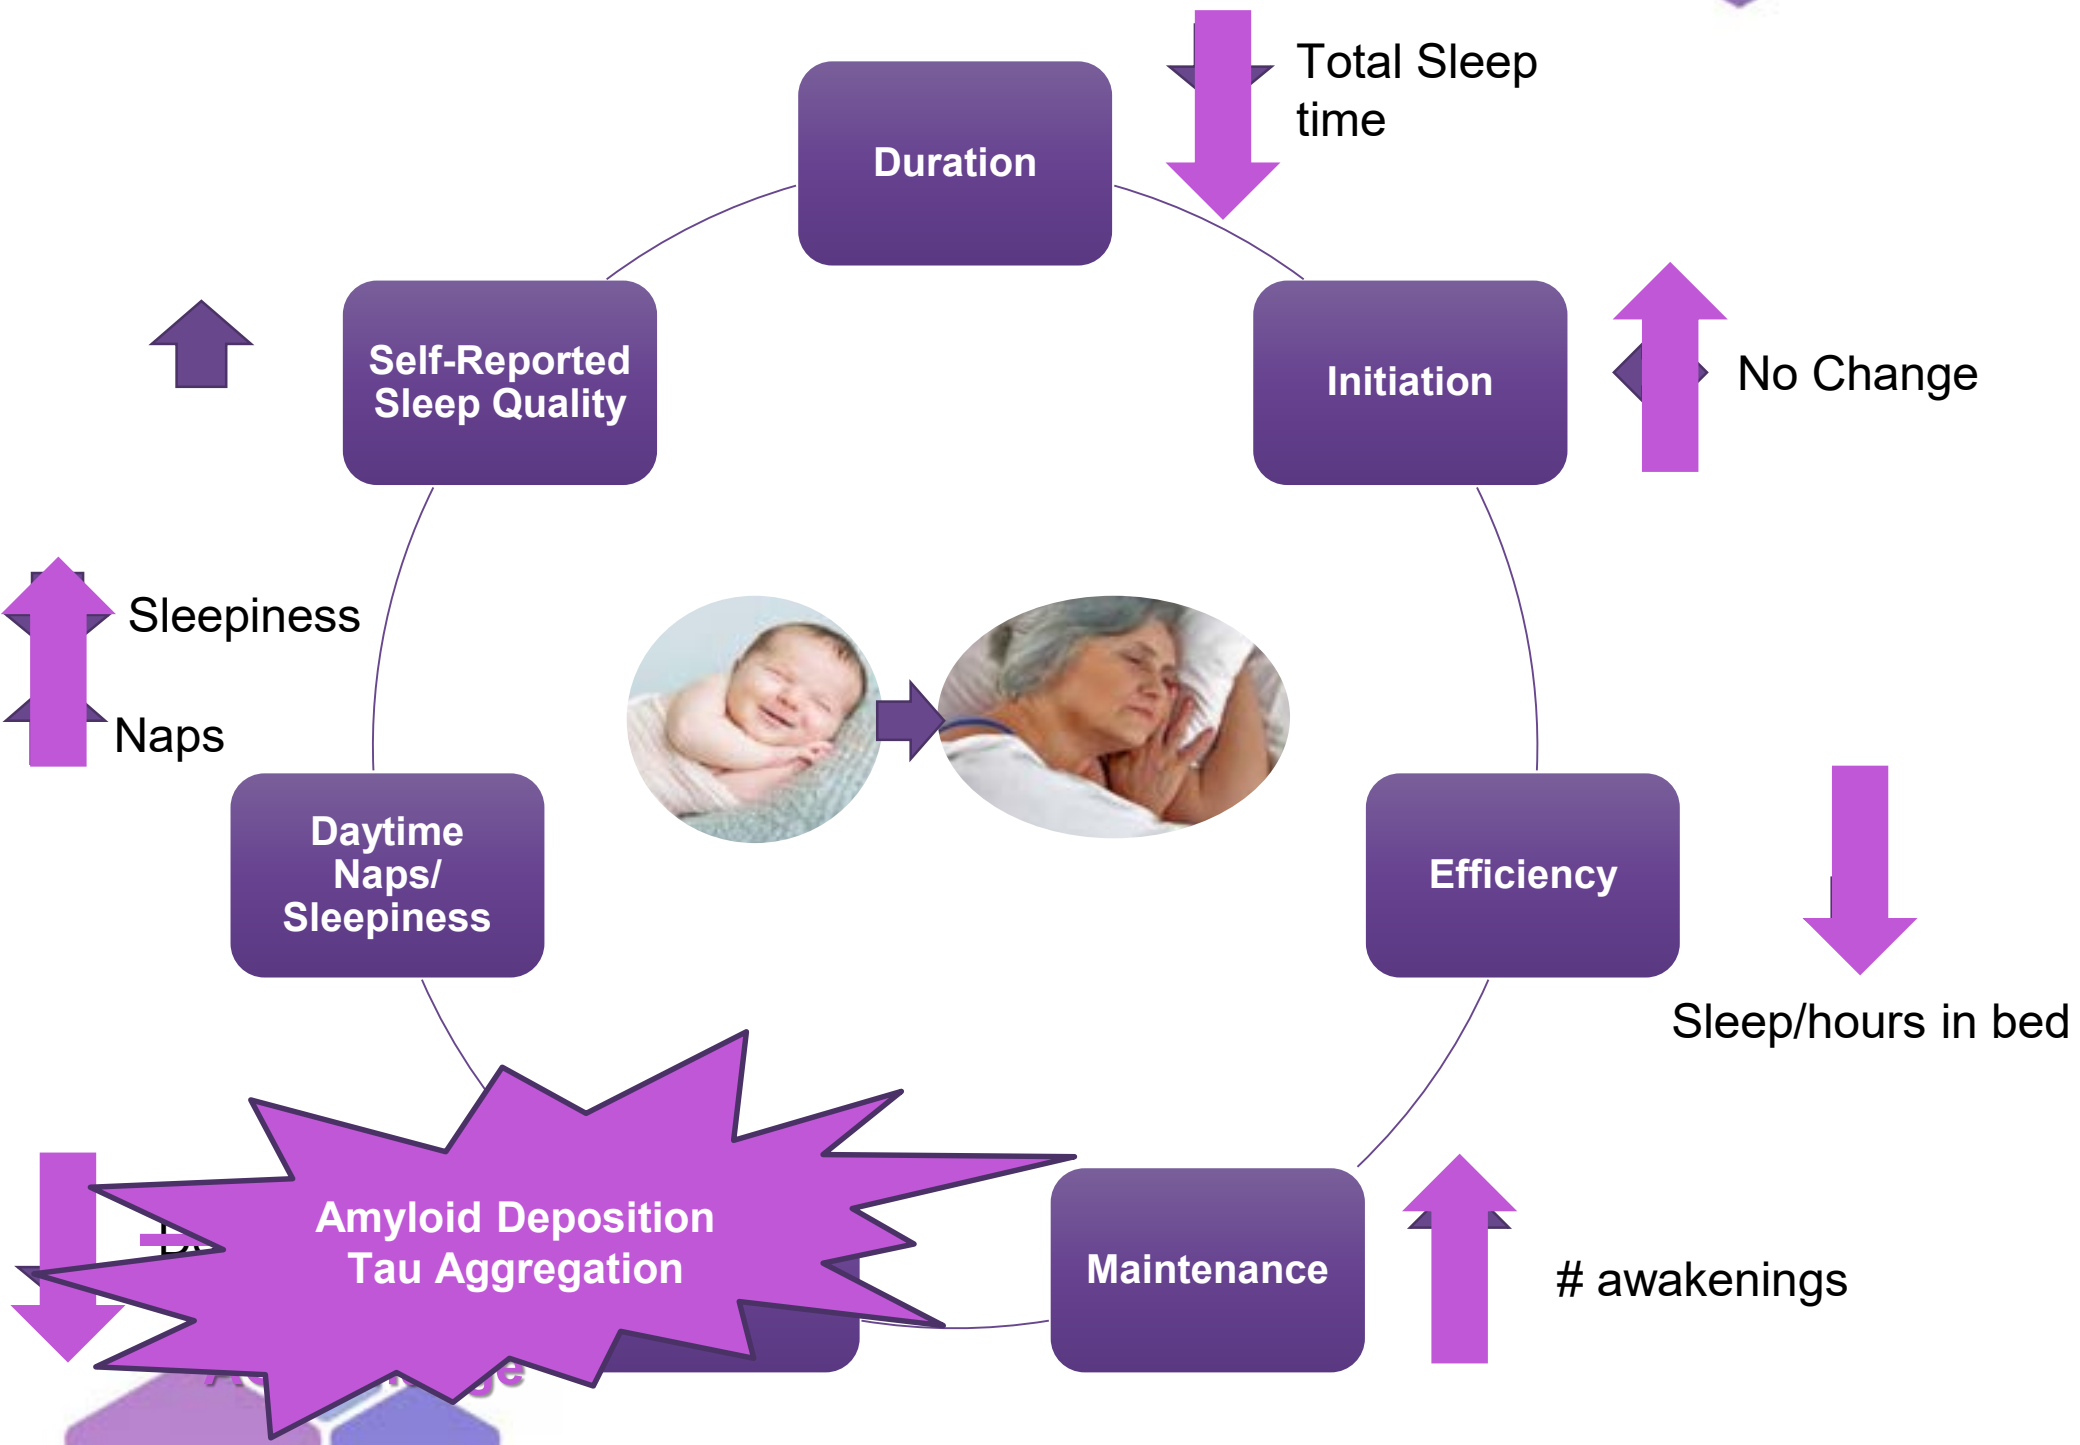 Total Sleep
time
Duration
Self-Reported
Sleep Quality
Initiation
No Change
Sleepiness
Naps
Daytime
Naps/
Sleepiness
Efficiency
Sleep/hours in bed
Amyloid Deposition
Tau Aggregation
Maintenance
# awakenings